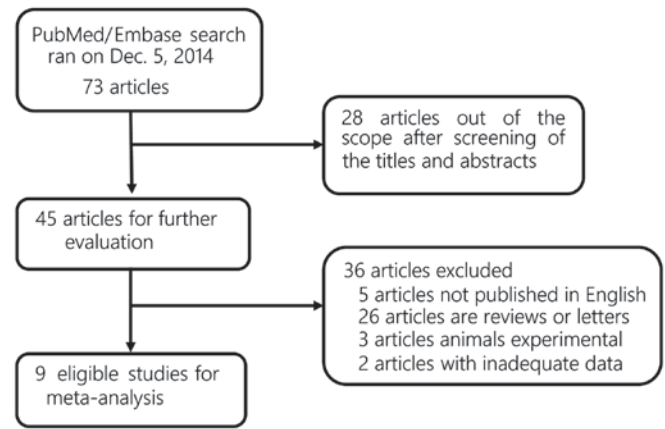 PubMed/Embase search
ran on Dec. 5, 2014
73 articles
28 articles out of the
scope after screening of
the titles and abstracts
45 articles for further
evaluation
36 articles excluded
5 articles not published in English
26 articles are reviews or letters
3 articles animals experimental
2 articles with inadequate data
9 eligible studies for
meta-analysis